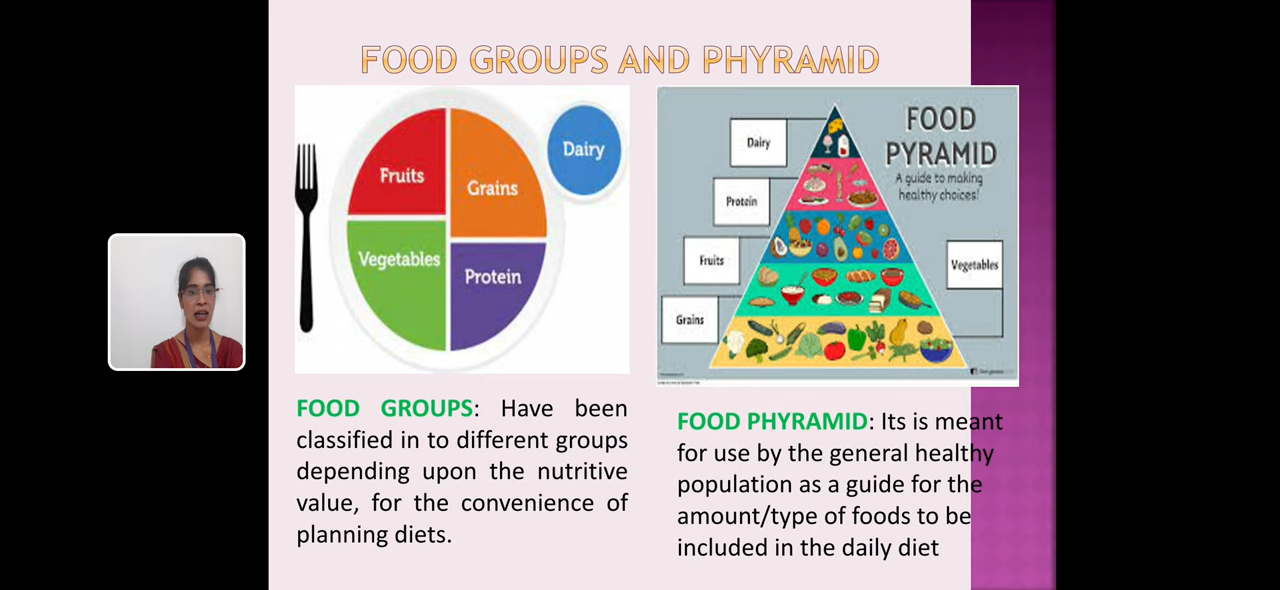 FOOD GROUPS AND PHYRAMID
Fruits
Grains
Dairy
Vegetables
Protein
FOOD GROUPS: Have been
classified in to different groups
depending upon the nutritive
value, for the convenience of
planning diets.
FOOD
PYRAMID
A guide to making
healthy choices!
Dairy
Protein
Fruits
Vegetables
Grains
FOOD PHYRAMID: Its is meant
for use by the general healthy
population as a guide for the
amount/type of foods to be
included in the daily diet